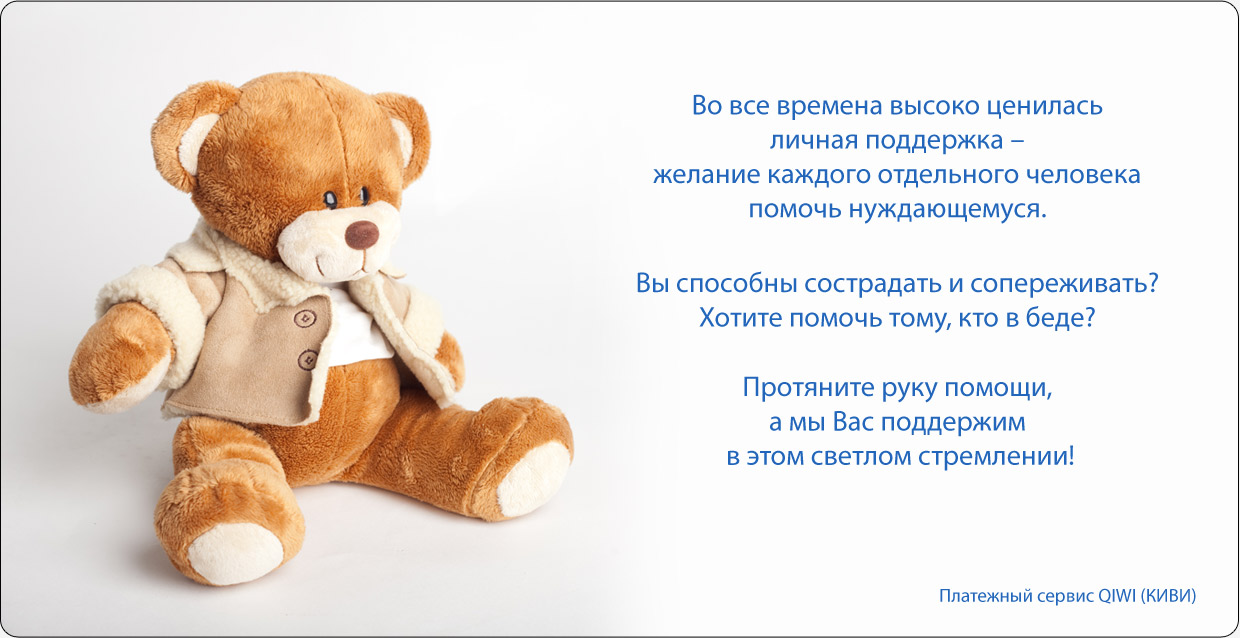 Во все времена высоко ценилась
личная поддержка –
желание каждого отдельного человека
помочь нуждающемуся.
Вы способны сострадать и сопереживать?
Хотите помочь тому, кто в беде?
Протяните руку помощи,
а мы Вас поддержим
в этом светлом стремлении!
Платежный сервис QIWI (КИВИ)